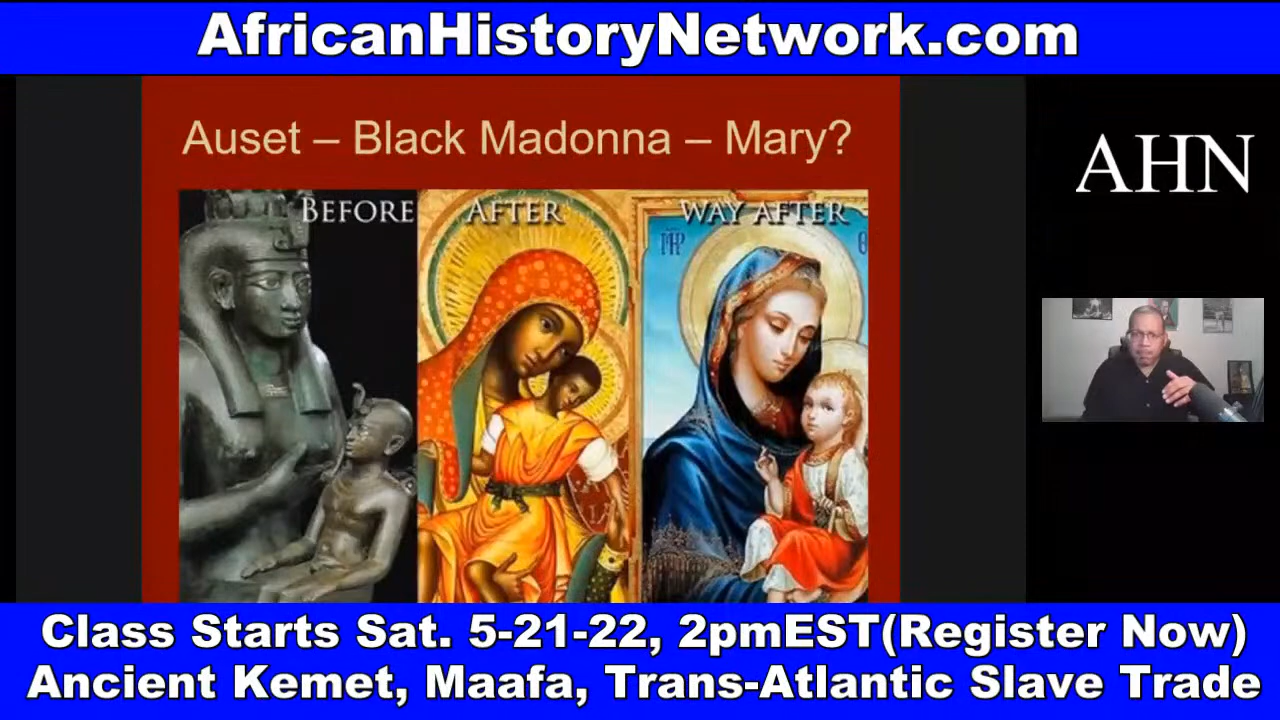 AfricanHistoryNetwork.com
Auset – Black Madonna – Mary?
BEFORE
AFTER
WAY AFTER
AHN
Class Starts Sat. 5-21-22, 2pmEST(Register Now)
Ancient Kemet, Maafa, Trans-Atlantic Slave Trade